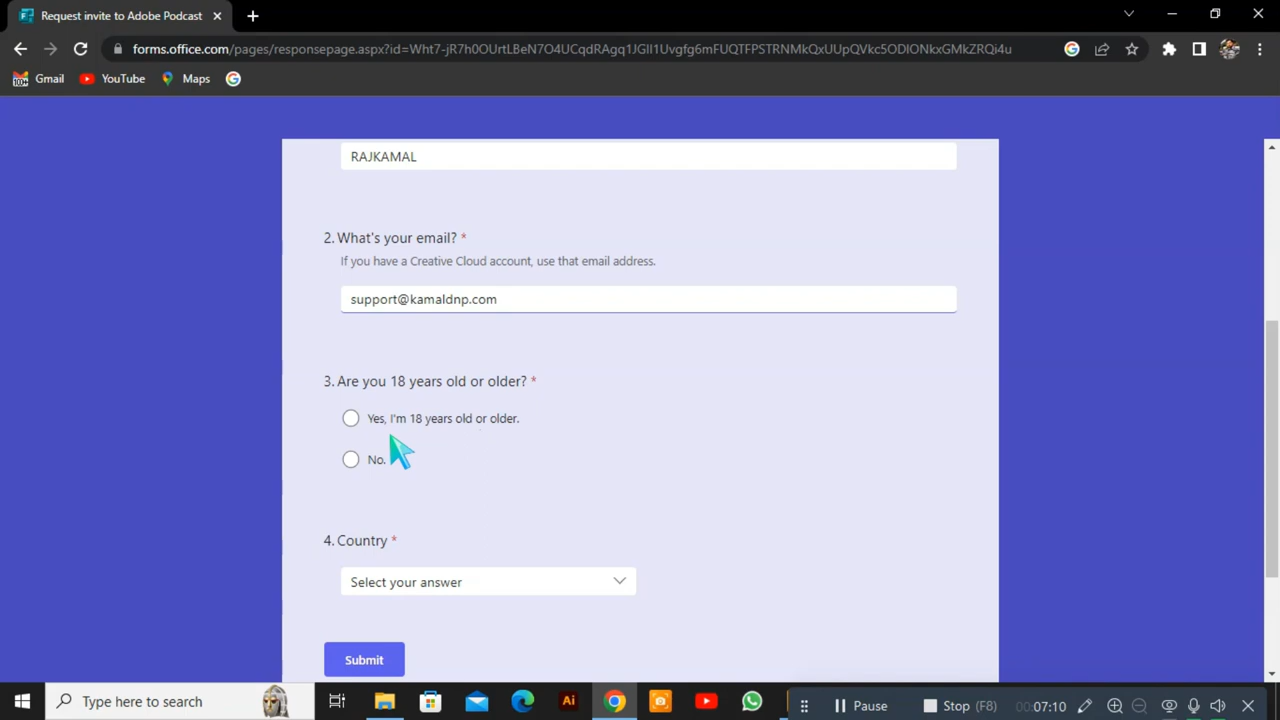 Request invite to Adobe Podcast
forms.office.com/pages/responsepage.aspx?id=Wht7-jR7h0OUrtLBeN7O4UCqdRAgq1JGlI1Uvgfg6mFUQTFPSTRNMkQxUUpQVkc5ODlONkxGMkZRQi4u
10+ Gmail YouTube Maps
RAJKAMAL
2. What's your email? *
If you have a Creative Cloud account, use that email address.
support@kamaldnp.com
3. Are you 18 years old or older? *
Yes, I'm 18 years old or older.
No.
4. Country *
Select your answer
Submit
Type here to search Ai Pause Stop (F8) 00:07:10